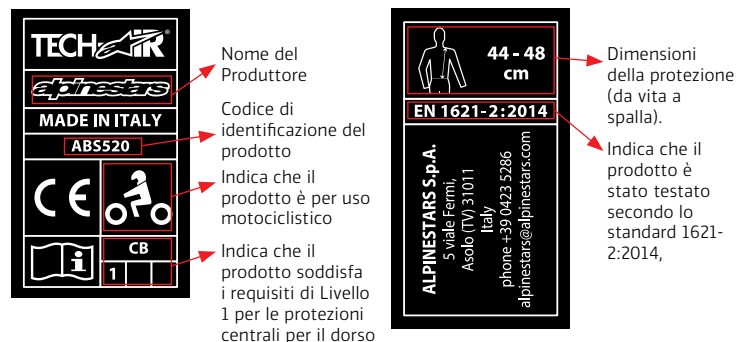 TECH-AIR®
alpinestars
MADE IN ITALY
ABS520
CE
CB
i
1
Nome del
Produttore
Codice di
identificazione del
prodotto
Indica che il
prodotto è per uso
motociclistico
Indica che il
prodotto soddisfa
i requisiti di Livello
1 per le protezioni
centrali per il dorso
44 - 48
cm
EN 1621-2:2014
ALPINESTARS S.p.A.
5 viale Fermi,
Asolo (TV) 31011
Italy
phone +39 0423 5286
alpinestars@alpinestars.com
Dimensioni
della protezione
(da vita a
spalla).
Indica che il
prodotto è
stato testato
secondo lo
standard 1621-
2:2014,